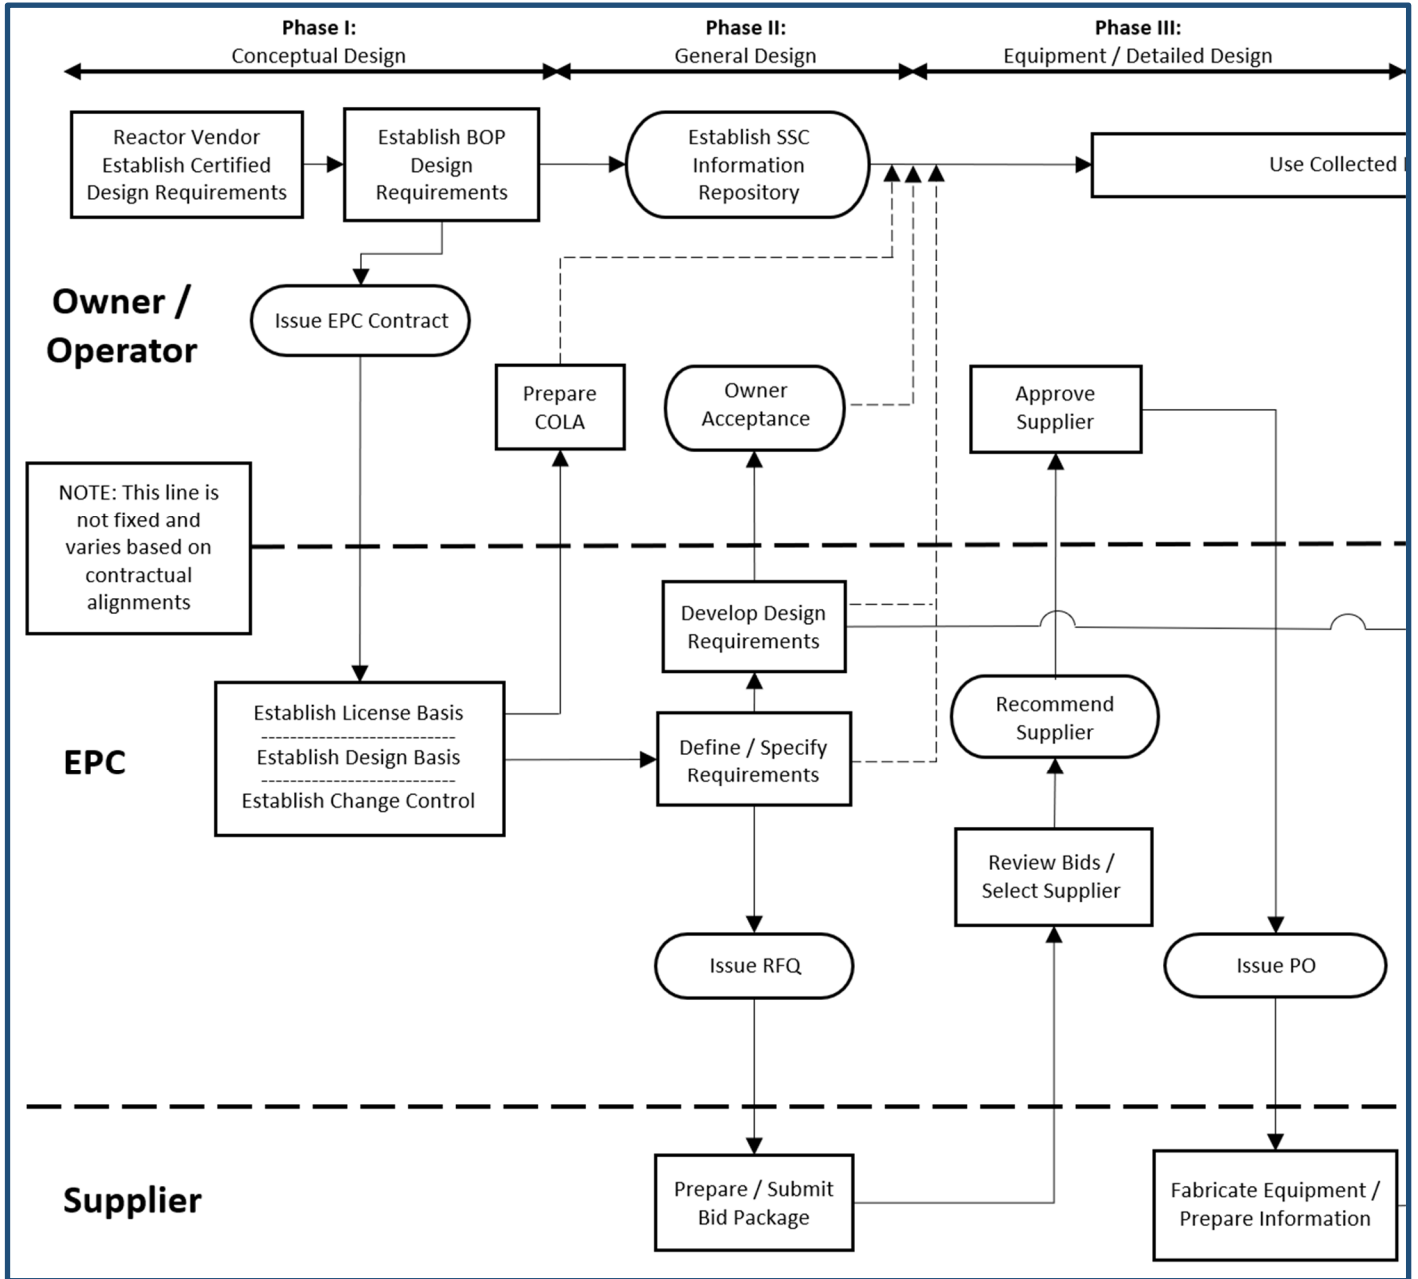 Phase I:
Conceptual Design
Phase II:
General Design
Phase III:
Equipment / Detailed Design
Reactor Vendor
Establish Certified
Design Requirements
Establish BOP
Design
Requirements
Establish SSC
Information
Repository
Use Collected
Owner /
Operator
Issue EPC Contract
Prepare
COLA
Owner
Acceptance
Approve
Supplier
NOTE: This line is
not fixed and
varies based on
contractual
alignments
Develop Design
Requirements
EPC
Establish License Basis
Establish Design Basis
Establish Change Control
Define / Specify
Requirements
Recommend
Supplier
Review Bids /
Select Supplier
Issue RFQ
Issue PO
Supplier
Prepare / Submit
Bid Package
Fabricate Equipment /
Prepare Information